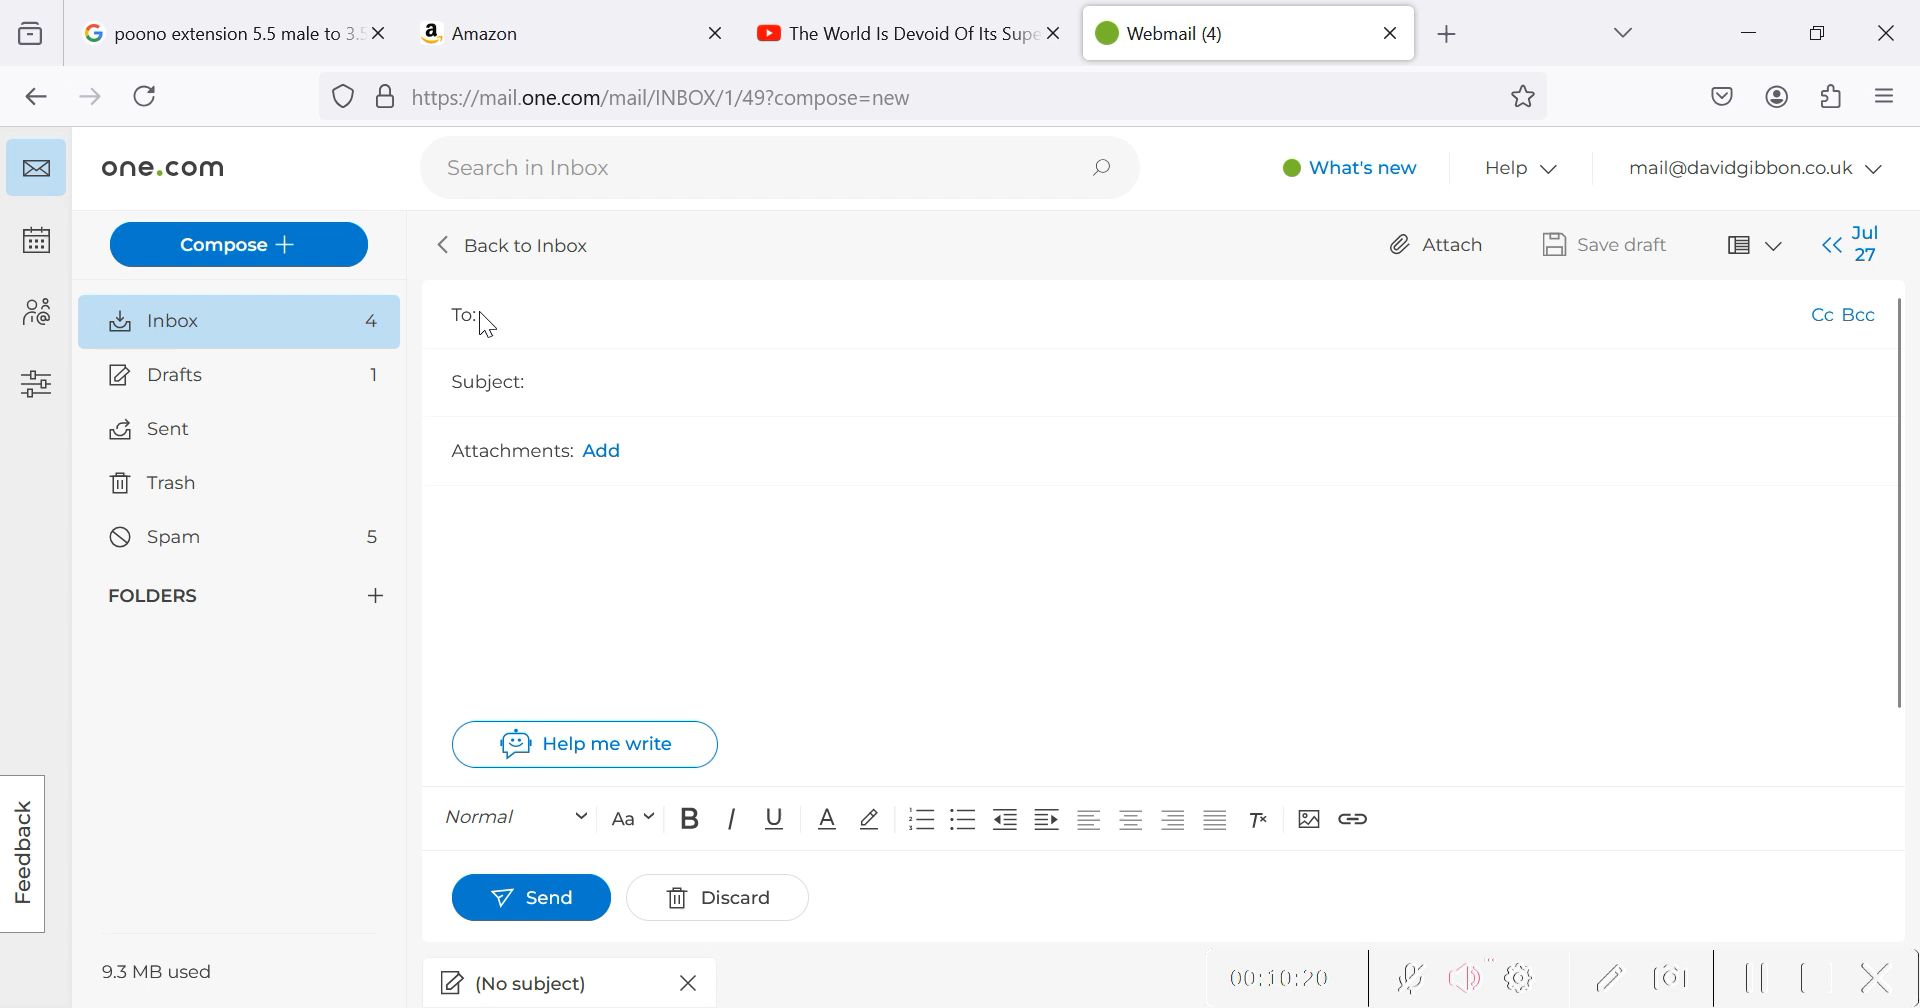 poono extension 5.5 male to 3.5
Amazon
The World Is Devoid Of Its Supe
Webmail (4)
https://mail.one.com/mail/INBOX/1/49?compose=new
one.com
Search in Inbox
What's new
Help
mail@davidgibbon.co.uk
Compose
Back to Inbox
Attach
Save draft
Jul
27
Inbox 4
To:
Cc Bcc
Drafts 1
Subject:
Sent
Attachments: Add
Trash
Spam 5
FOLDERS
Help me write
Normal
Aa
B I U A
Feedback
Send
Discard
9.3 MB used
(No subject)
00:10:20